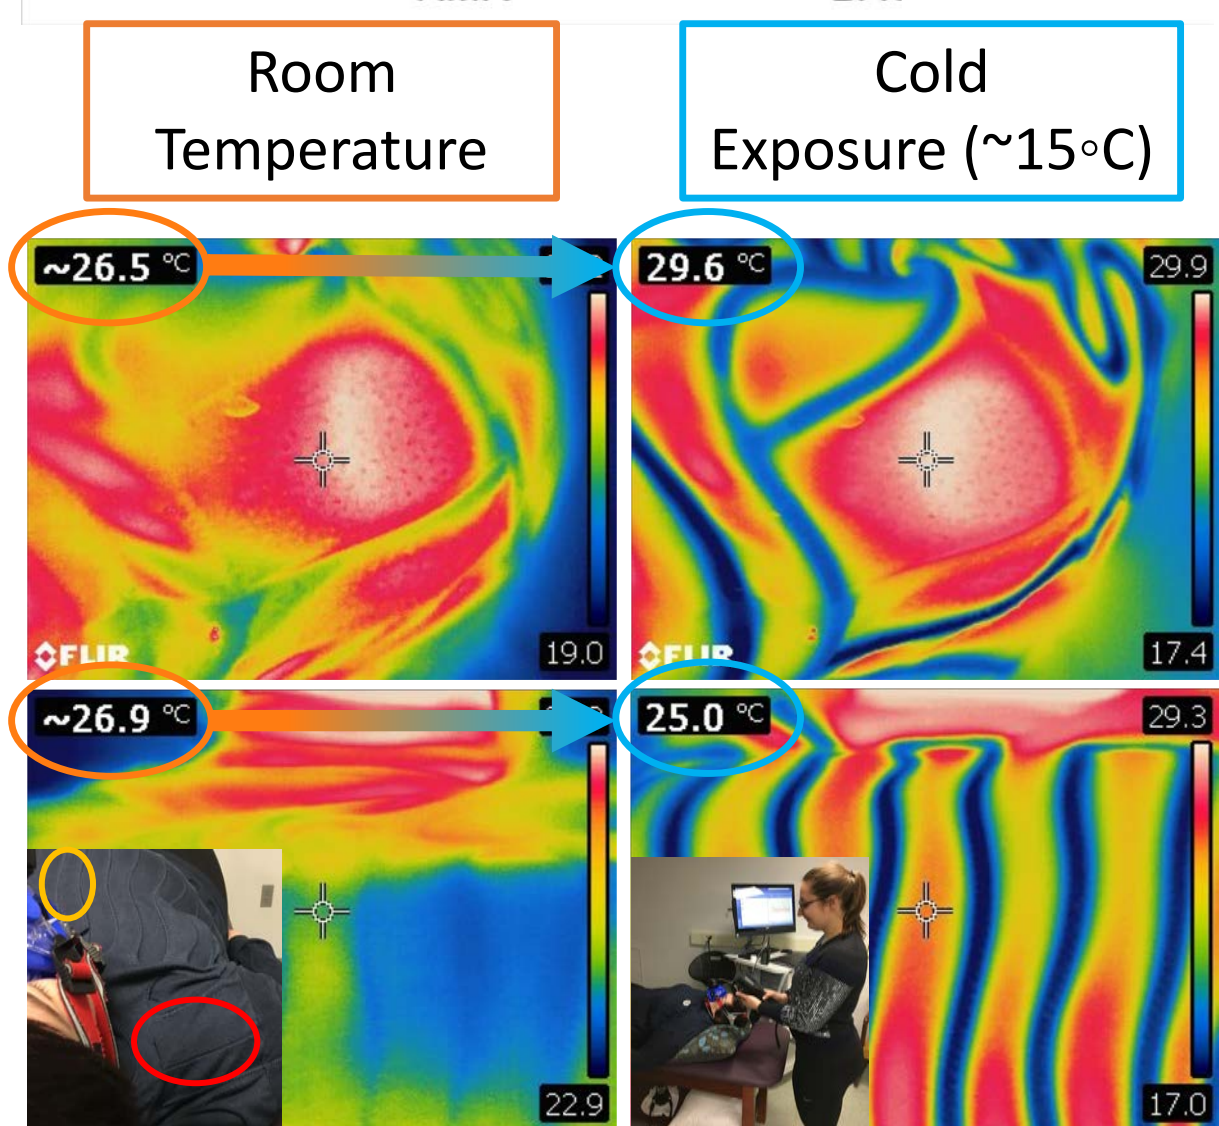 Room
Temperature
Cold
Exposure (~15◦C)
~26.5 °C
29.6 °C
29.9
FLIR
19.0
FLIR
17.4
~26.9 °C
25.0 °C
29.3
22.9
17.0